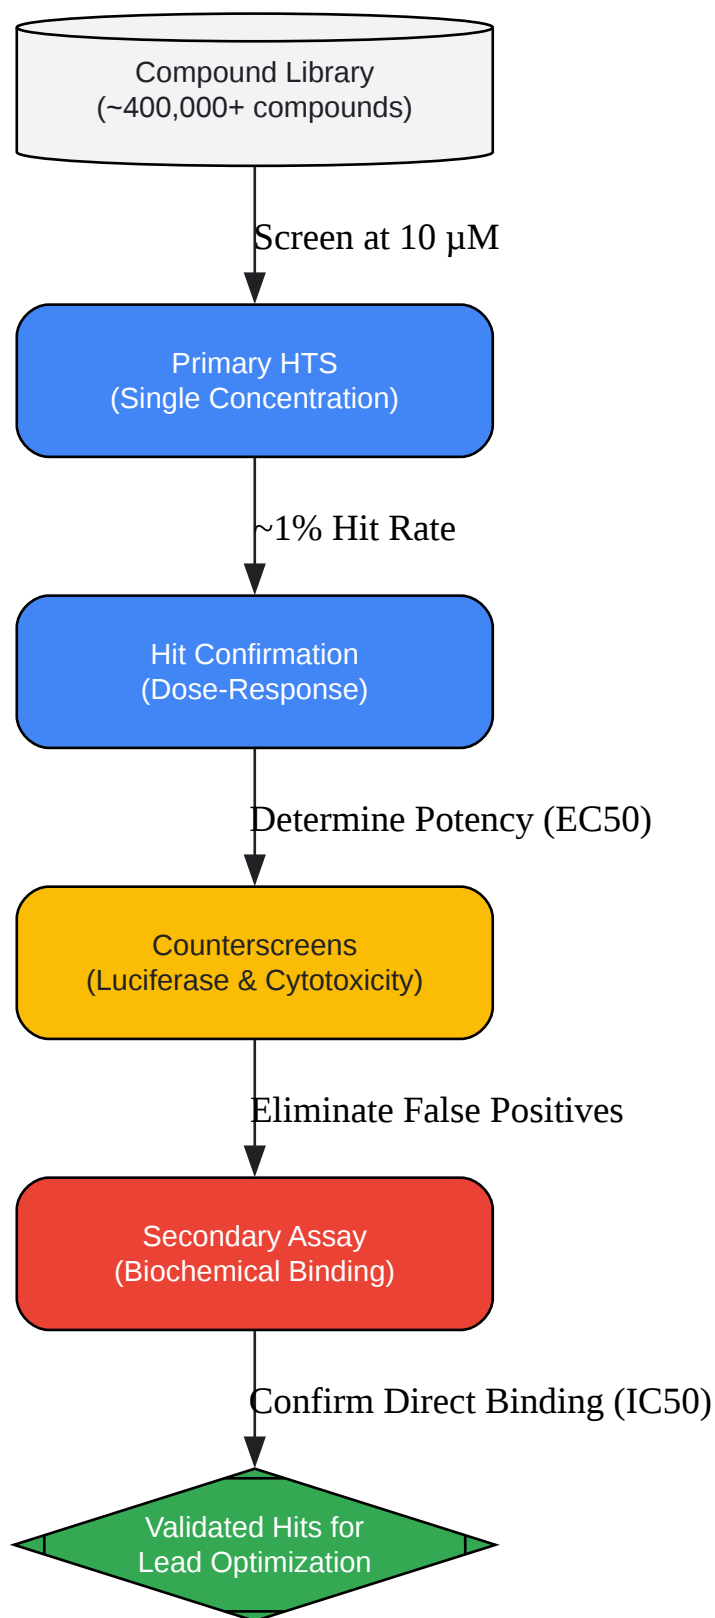 Compound Library
(~400,000+ compounds)
Screen at 10 µM
Primary HTS
(Single Concentration)
~1% Hit Rate
Hit Confirmation
(Dose-Response)
Determine Potency (EC50)
Counterscreens
(Luciferase & Cytotoxicity)
Eliminate False Positives
Secondary Assay
(Biochemical Binding)
Confirm Direct Binding (IC50)
Validated Hits for
Lead Optimization